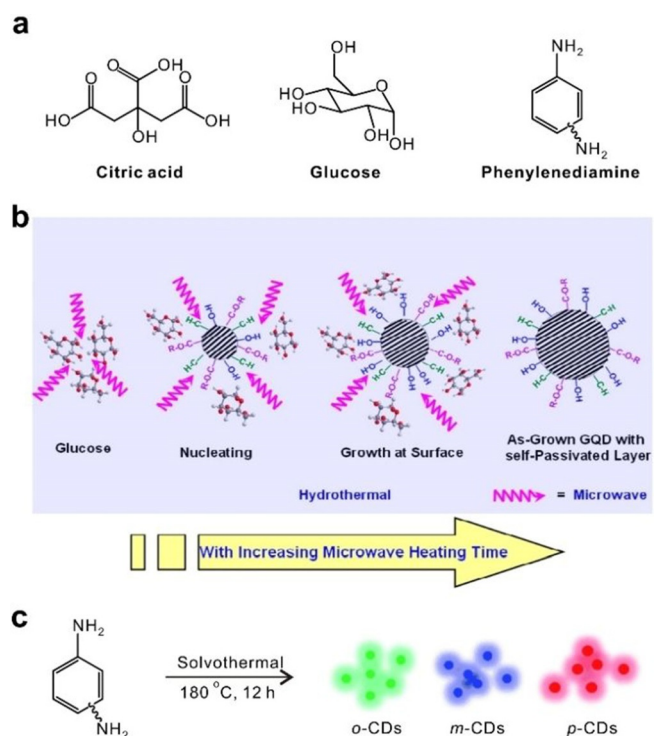 a
O
OH
O
O
HO
OH
OH
Citric acid
OH
HO
HO
O
OH
OH
Glucose
NH₂
NH₂
Phenylenediamine
b
Glucose
Nucleating
Growth at Surface
As-Grown GQD with
self-Passivated Layer
Hydrothermal
= Microwave
With Increasing Microwave Heating Time
c
NH₂
NH₂
Solvothermal
180 °C, 12 h
o-CDs
m-CDs
p-CDs